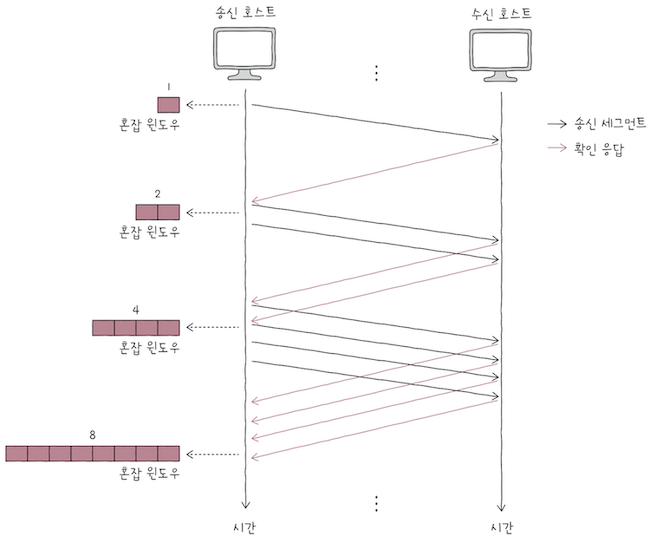 송신 호스트
수신 호스트
1
혼잡 윈도우
송신 세그먼트
확인 응답
2
혼잡 윈도우
4
혼잡 윈도우
8
혼잡 윈도우
시간
시간